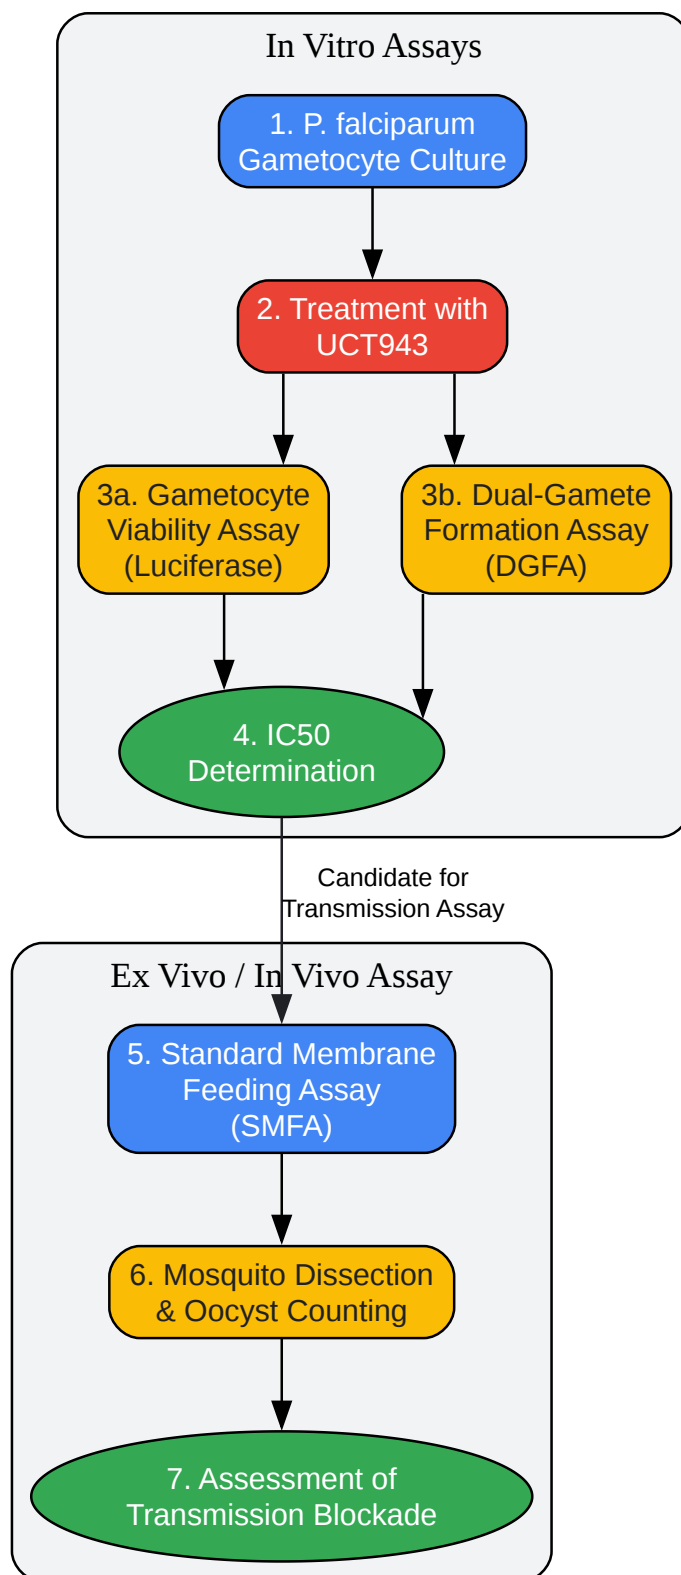 In Vitro Assays
1. P. falciparum
Gametocyte Culture
2. Treatment with
UCT943
3a. Gametocyte
Viability Assay
(Luciferase)
3b. Dual-Gamete
Formation Assay
(DGFA)
4. IC50
Determination
Candidate for
Transmission Assay
Ex Vivo / In Vivo Assay
5. Standard Membrane
Feeding Assay
(SMFA)
6. Mosquito Dissection
& Oocyst Counting
7. Assessment of
Transmission Blockade